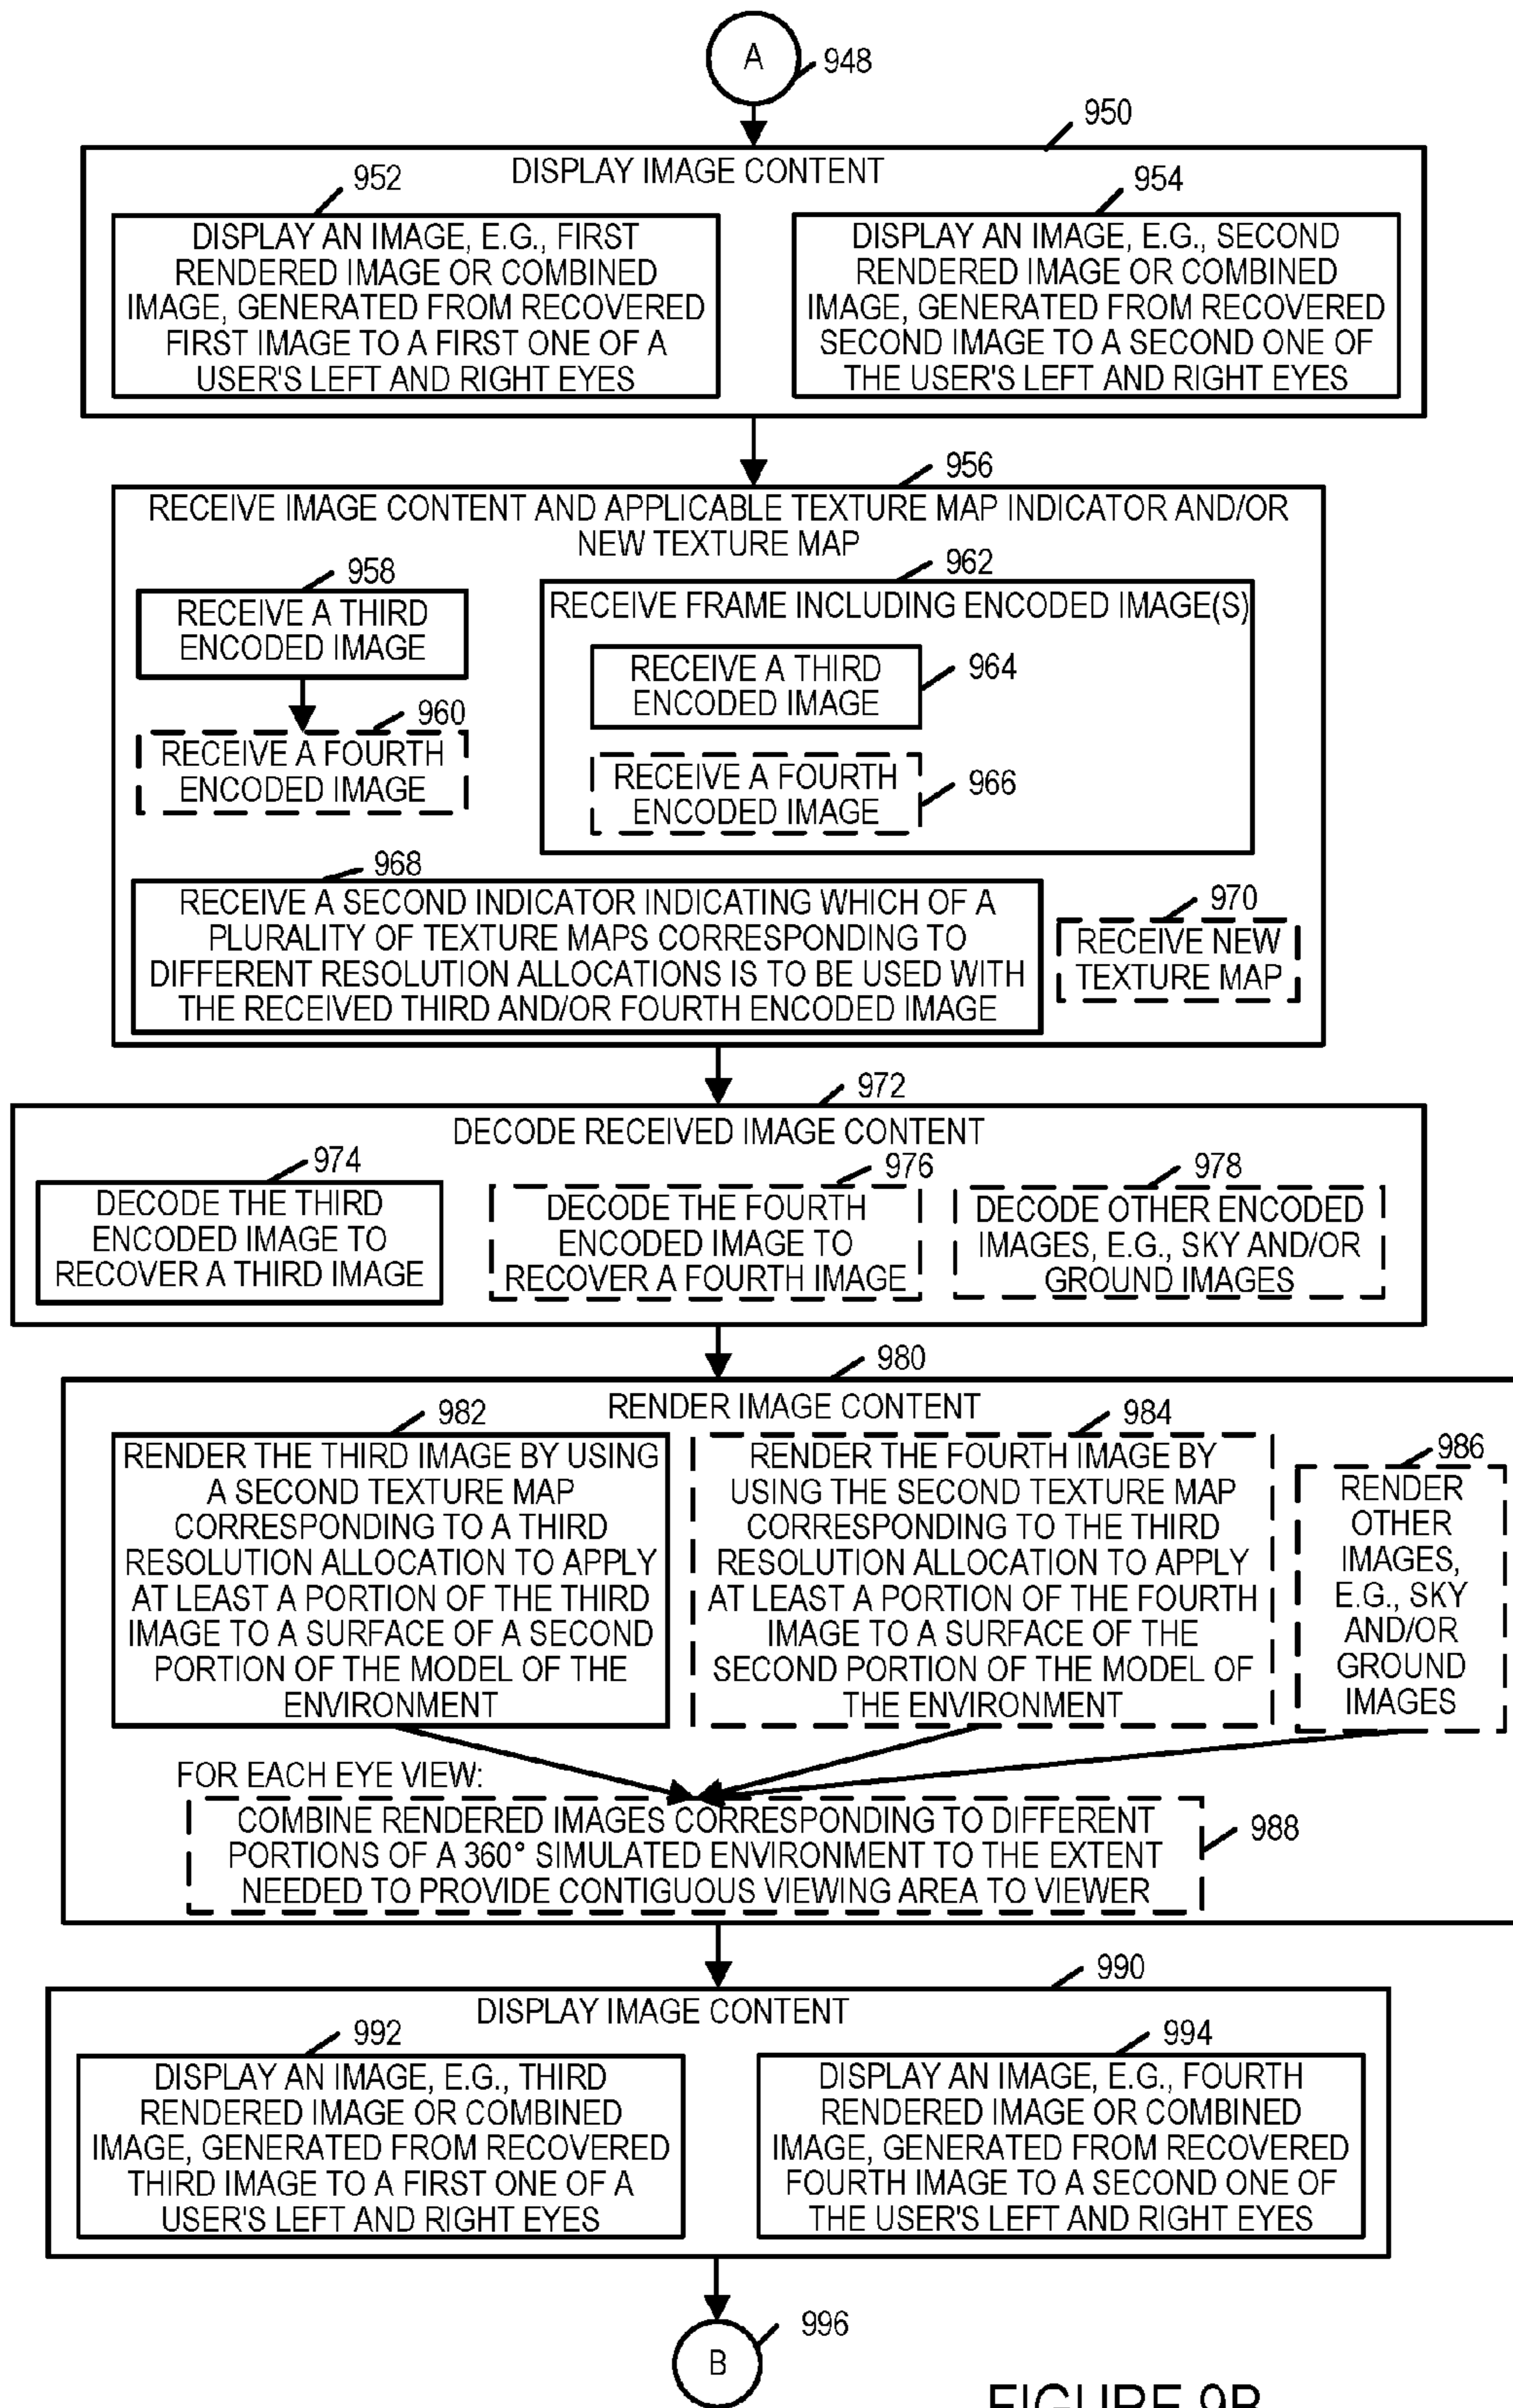 A
948
950
DISPLAY IMAGE CONTENT
952
DISPLAY AN IMAGE, E.G., FIRST
RENDERED IMAGE OR COMBINED
IMAGE, GENERATED FROM RECOVERED
FIRST IMAGE TO A FIRST ONE OF A
USER'S LEFT AND RIGHT EYES
954
DISPLAY AN IMAGE, E.G., SECOND
RENDERED IMAGE OR COMBINED
IMAGE, GENERATED FROM RECOVERED
SECOND IMAGE TO A SECOND ONE OF
THE USER'S LEFT AND RIGHT EYES
956
RECEIVE IMAGE CONTENT AND APPLICABLE TEXTURE MAP INDICATOR AND/OR
NEW TEXTURE MAP
958
RECEIVE A THIRD
ENCODED IMAGE
960
RECEIVE A FOURTH
ENCODED IMAGE
962
RECEIVE FRAME INCLUDING ENCODED IMAGE(S)
RECEIVE A THIRD
ENCODED IMAGE
964
RECEIVE A FOURTH
ENCODED IMAGE
966
968
RECEIVE A SECOND INDICATOR INDICATING WHICH OF A
PLURALITY OF TEXTURE MAPS CORRESPONDING TO
DIFFERENT RESOLUTION ALLOCATIONS IS TO BE USED WITH
THE RECEIVED THIRD AND/OR FOURTH ENCODED IMAGE
970
RECEIVE NEW
TEXTURE MAP
972
DECODE RECEIVED IMAGE CONTENT
974
DECODE THE THIRD
ENCODED IMAGE TO
RECOVER A THIRD IMAGE
976
DECODE THE FOURTH
ENCODED IMAGE TO
RECOVER A FOURTH IMAGE
978
DECODE OTHER ENCODED
IMAGES, E.G., SKY AND/OR
GROUND IMAGES
980
RENDER IMAGE CONTENT
982
RENDER THE THIRD IMAGE BY USING
A SECOND TEXTURE MAP
CORRESPONDING TO A THIRD
RESOLUTION ALLOCATION TO APPLY
AT LEAST A PORTION OF THE THIRD
IMAGE TO A SURFACE OF A SECOND
PORTION OF THE MODEL OF THE
ENVIRONMENT
984
RENDER THE FOURTH IMAGE BY
USING THE SECOND TEXTURE MAP
CORRESPONDING TO THE THIRD
RESOLUTION ALLOCATION TO APPLY
AT LEAST A PORTION OF THE FOURTH
IMAGE TO A SURFACE OF THE
SECOND PORTION OF THE MODEL OF
THE ENVIRONMENT
986
RENDER
OTHER
IMAGES,
E.G., SKY
AND/OR
GROUND
IMAGES
FOR EACH EYE VIEW:
COMBINE RENDERED IMAGES CORRESPONDING TO DIFFERENT
PORTIONS OF A 360° SIMULATED ENVIRONMENT TO THE EXTENT
NEEDED TO PROVIDE CONTIGUOUS VIEWING AREA TO VIEWER
988
990
DISPLAY IMAGE CONTENT
992
DISPLAY AN IMAGE, E.G., THIRD
RENDERED IMAGE OR COMBINED
IMAGE, GENERATED FROM RECOVERED
THIRD IMAGE TO A FIRST ONE OF A
USER'S LEFT AND RIGHT EYES
994
DISPLAY AN IMAGE, E.G., FOURTH
RENDERED IMAGE OR COMBINED
IMAGE, GENERATED FROM RECOVERED
FOURTH IMAGE TO A SECOND ONE OF
THE USER'S LEFT AND RIGHT EYES
B
996
FIGURE 9B